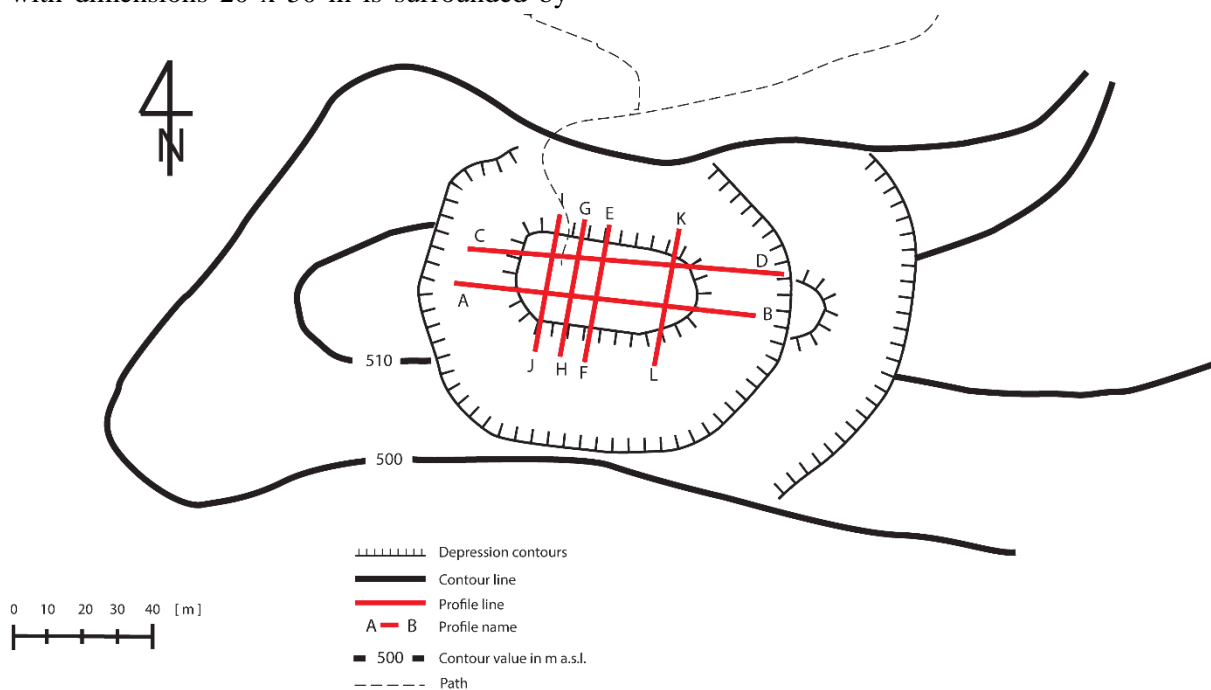 with dimensions 20 x 50 m is surrounded by
N
I
G
E
K
C
D
A
B
J
H
F
L
510
500
Depression contours
Contour line
Profile line
A B Profile name
500 Contour value in m a.s.l.
Path
0 10 20 30 40 [m]